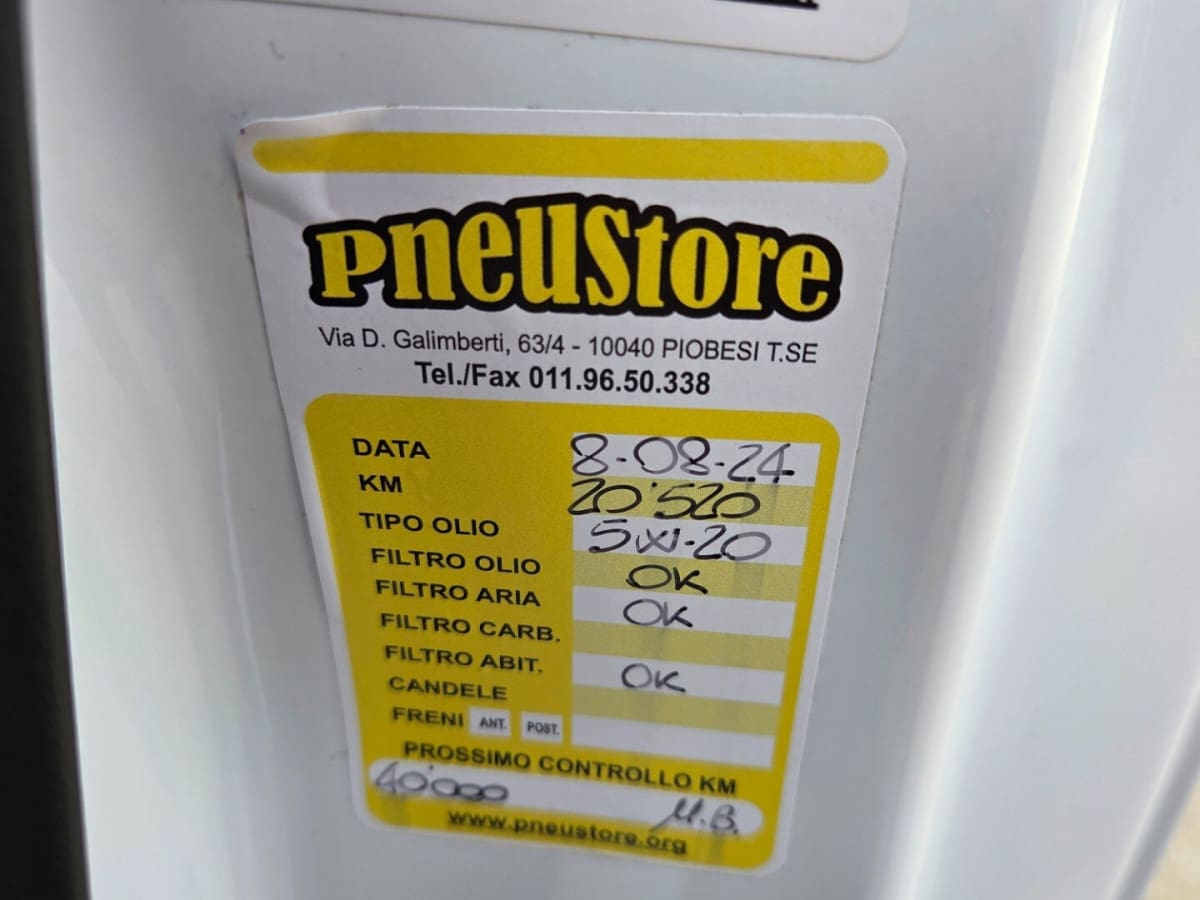 PneuStore
Via D. Galimberti, 63/4 - 10040 PIOBESI T.SE
Tel./Fax 011.96.50.338
DATA 8-08-24
KM 20'520
TIPO OLIO 5W-20
FILTRO OLIO OK
FILTRO ARIA OK
FILTRO CARB.
FILTRO ABIT. OK
CANDELE
FRENI ANT. POST.
PROSSIMO CONTROLLO KM
40'000 M.B.
www.pneustore.org